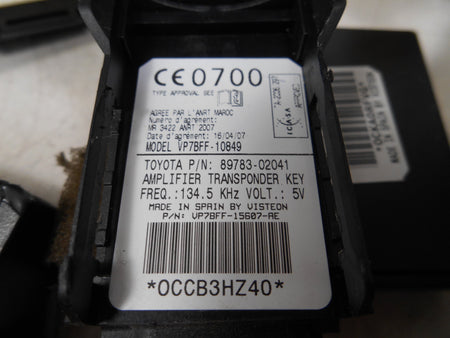 CE0700
TYPE APPROVAL SEE
AGREE PAR L'ANRT MAROC
Numéro d'agrément:
MR 3422 ANRT 2007
Date d'agrément: 16/04/07
MODEL VP7BFF-10849
ICASA
TOYOTA P/N: 89783-02041
AMPLIFIER TRANSPONDER KEY
FREQ.:134.5 KHz VOLT.: 5V
MADE IN SPAIN BY VISTEON
P/N: VP7BFF-15607-AE
*OCCB3HZ40*